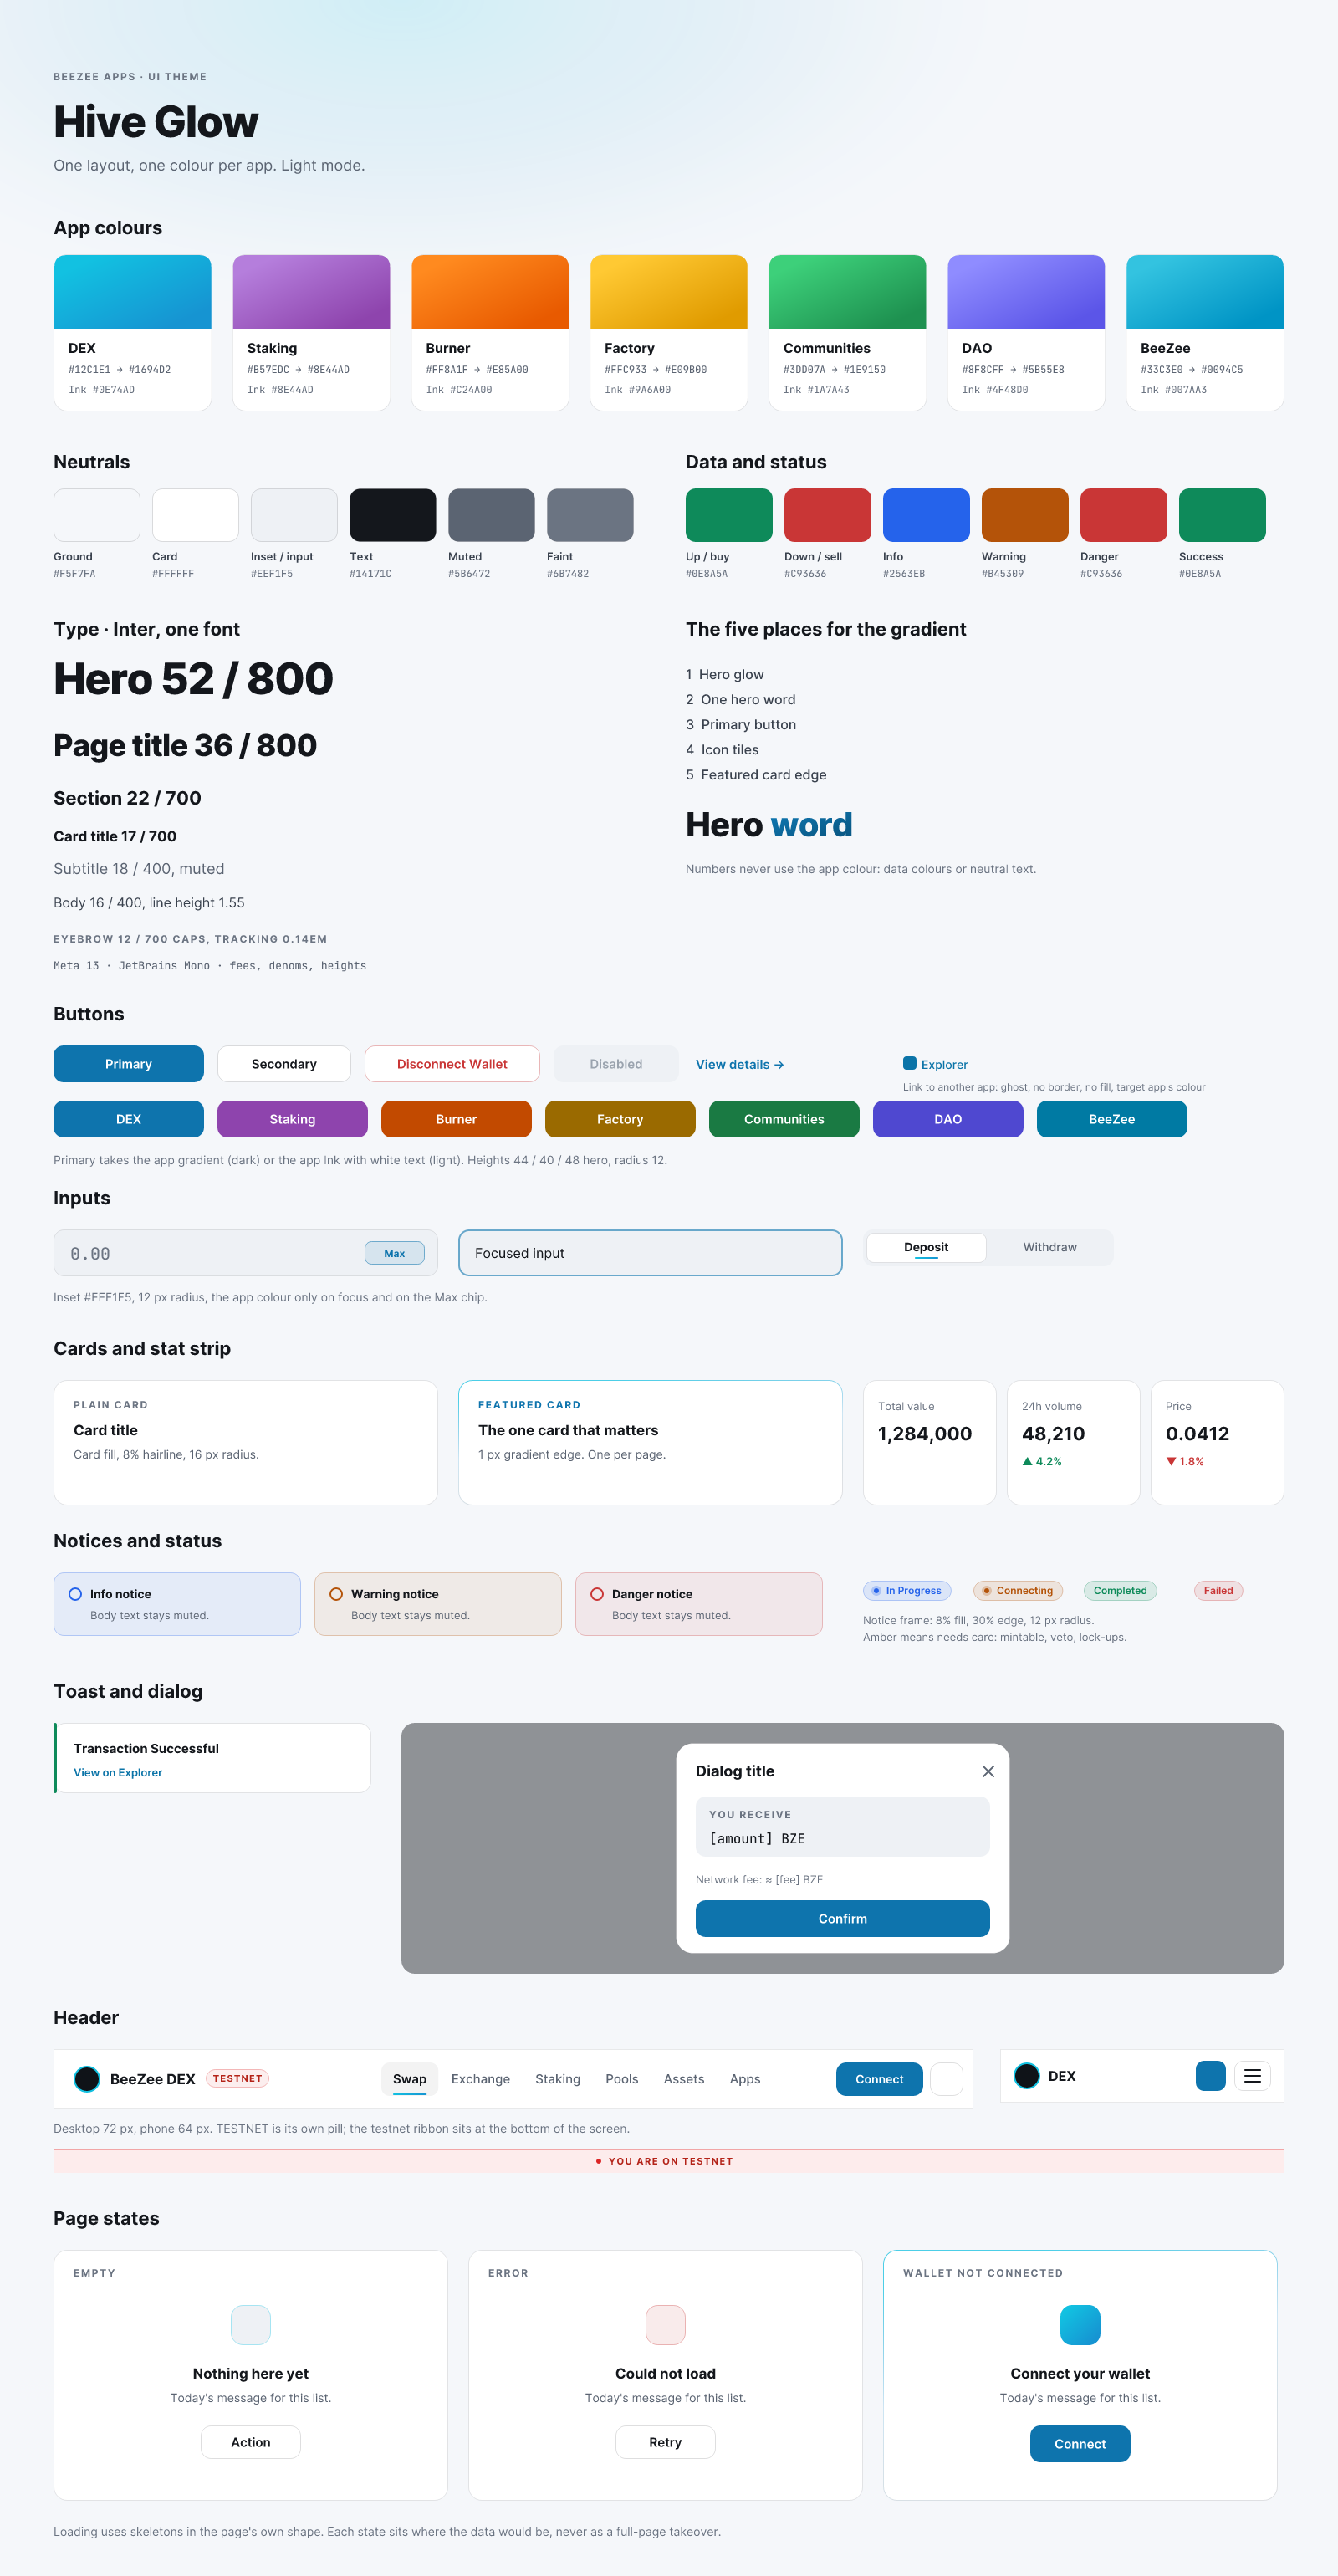 BEEZEE APPS · UI THEME
Hive Glow
One layout, one colour per app. Light mode.
App colours
DEX
#12C1E1 → #1694D2
Ink #0E74AD
Staking
#B57EDC → #8E44AD
Ink #8E44AD
Burner
#FF8A1F → #E85A00
Ink #C24A00
Factory
#FFC933 → #E09B00
Ink #9A6A00
Communities
#3DD07A → #1E9150
Ink #1A7A43
DAO
#8F8CFF → #5B55E8
Ink #4F48D0
BeeZee
#33C3E0 → #0094C5
Ink #007AA3
Neutrals
Ground
#F5F7FA
Card
#FFFFFF
Inset / input
#EEF1F5
Text
#14171C
Muted
#5B6472
Faint
#6B7482
Data and status
Up / buy
#0E8A5A
Down / sell
#C93636
Info
#2563EB
Warning
#B45309
Danger
#C93636
Success
#0E8A5A
Type · Inter, one font
Hero 52 / 800
Page title 36 / 800
Section 22 / 700
Card title 17 / 700
Subtitle 18 / 400, muted
Body 16 / 400, line height 1.55
EYEBROW 12 / 700 CAPS, TRACKING 0.14EM
Meta 13 · JetBrains Mono · fees, denoms, heights
The five places for the gradient
1 Hero glow
2 One hero word
3 Primary button
4 Icon tiles
5 Featured card edge
Hero word
Numbers never use the app colour: data colours or neutral text.
Buttons
Primary
Secondary
Disconnect Wallet
Disabled
View details →
Explorer
Link to another app: ghost, no border, no fill, target app's colour
DEX
Staking
Burner
Factory
Communities
DAO
BeeZee
Primary takes the app gradient (dark) or the app Ink with white text (light). Heights 44 / 40 / 48 hero, radius 12.
Inputs
0.00
Max
Focused input
Deposit
Withdraw
Inset #EEF1F5, 12 px radius, the app colour only on focus and on the Max chip.
Cards and stat strip
PLAIN CARD
Card title
Card fill, 8% hairline, 16 px radius.
FEATURED CARD
The one card that matters
1 px gradient edge. One per page.
Total value
1,284,000
24h volume
48,210
▲ 4.2%
Price
0.0412
▼ 1.8%
Notices and status
Info notice
Body text stays muted.
Warning notice
Body text stays muted.
Danger notice
Body text stays muted.
In Progress
Connecting
Completed
Failed
Notice frame: 8% fill, 30% edge, 12 px radius.
Amber means needs care: mintable, veto, lock-ups.
Toast and dialog
Transaction Successful
View on Explorer
Dialog title
YOU RECEIVE
[amount] BZE
Network fee: ≈ [fee] BZE
Confirm
Header
BeeZee DEX
TESTNET
Swap
Exchange
Staking
Pools
Assets
Apps
Connect
DEX
Desktop 72 px, phone 64 px. TESTNET is its own pill; the testnet ribbon sits at the bottom of the screen.
YOU ARE ON TESTNET
Page states
EMPTY
Nothing here yet
Today's message for this list.
Action
ERROR
Could not load
Today's message for this list.
Retry
WALLET NOT CONNECTED
Connect your wallet
Today's message for this list.
Connect
Loading uses skeletons in the page's own shape. Each state sits where the data would be, never as a full-page takeover.